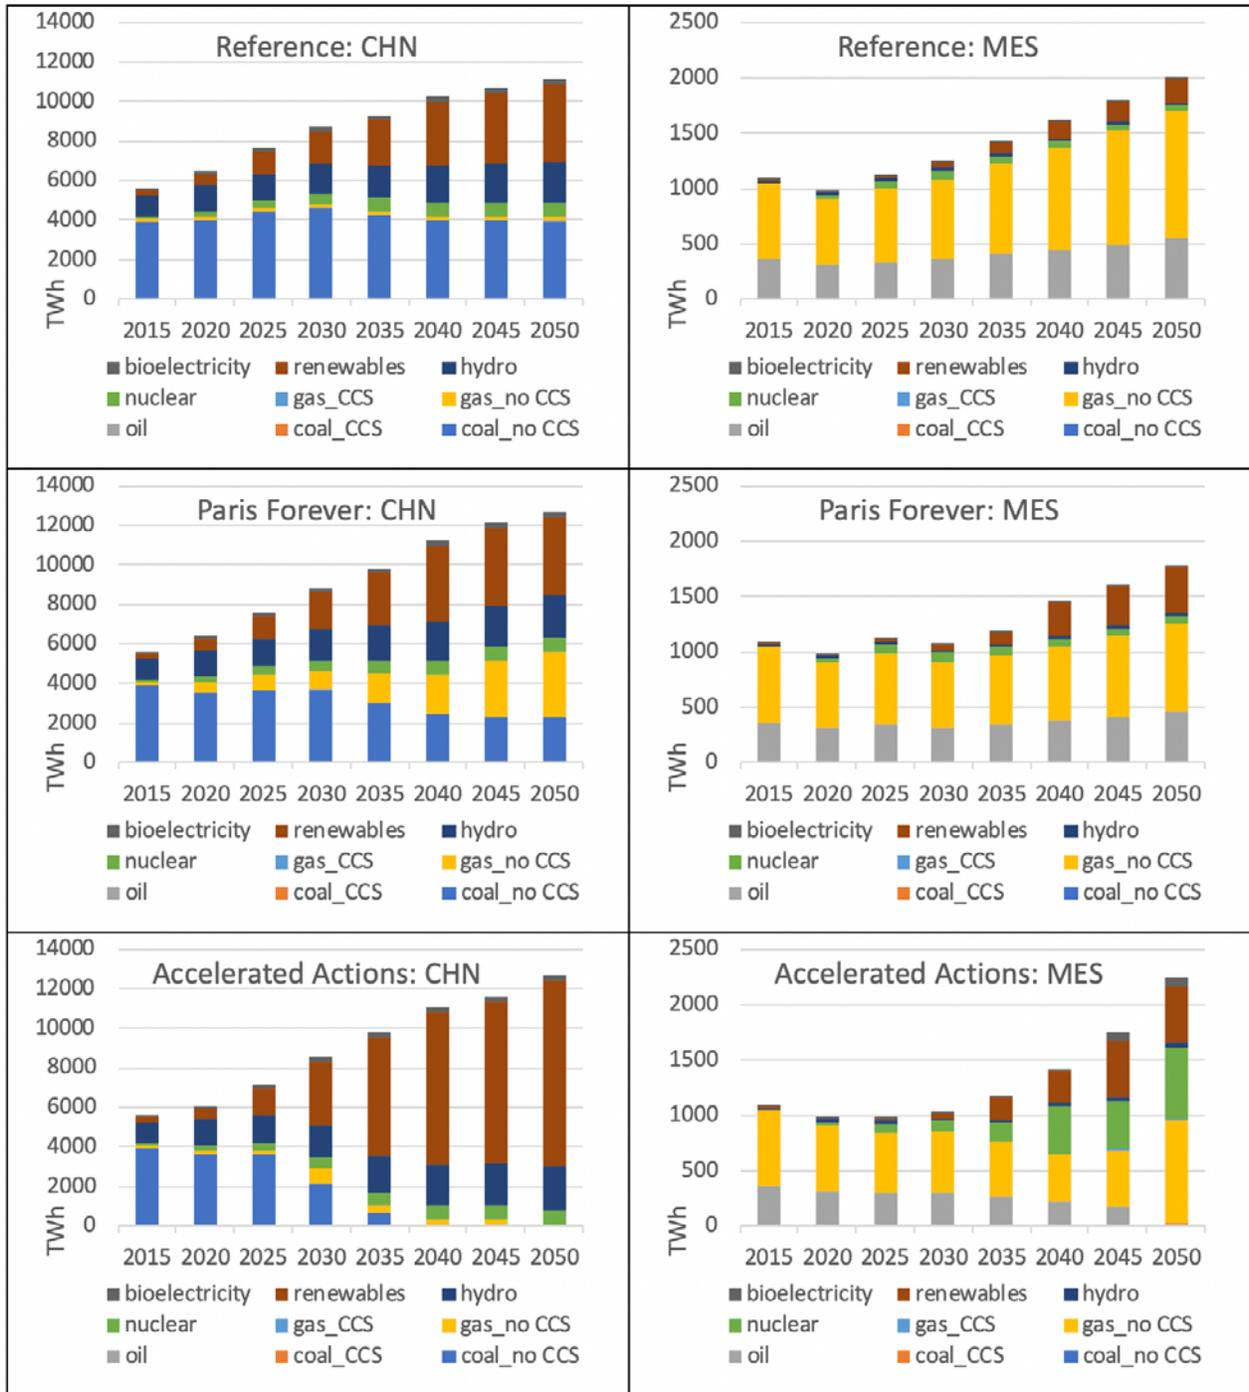 Reference: CHN
14000
12000
10000
8000
6000
4000
2000
0
TWh
2015 2020 2025 2030 2035 2040 2045 2050
bioelectricity renewables hydro
nuclear gas_CCS gas_no CCS
oil coal_CCS coal_no CCS
Reference: MES
2500
2000
1500
1000
500
0
TWh
2015 2020 2025 2030 2035 2040 2045 2050
bioelectricity renewables hydro
nuclear gas_CCS gas_no CCS
oil coal_CCS coal_no CCS
Paris Forever: CHN
14000
12000
10000
8000
6000
4000
2000
0
TWh
2015 2020 2025 2030 2035 2040 2045 2050
bioelectricity renewables hydro
nuclear gas_CCS gas_no CCS
oil coal_CCS coal_no CCS
Paris Forever: MES
2500
2000
1500
1000
500
0
TWh
2015 2020 2025 2030 2035 2040 2045 2050
bioelectricity renewables hydro
nuclear gas_CCS gas_no CCS
oil coal_CCS coal_no CCS
Accelerated Actions: CHN
14000
12000
10000
8000
6000
4000
2000
0
TWh
2015 2020 2025 2030 2035 2040 2045 2050
bioelectricity renewables hydro
nuclear gas_CCS gas_no CCS
oil coal_CCS coal_no CCS
Accelerated Actions: MES
2500
2000
1500
1000
500
0
TWh
2015 2020 2025 2030 2035 2040 2045 2050
bioelectricity renewables hydro
nuclear gas_CCS gas_no CCS
oil coal_CCS coal_no CCS